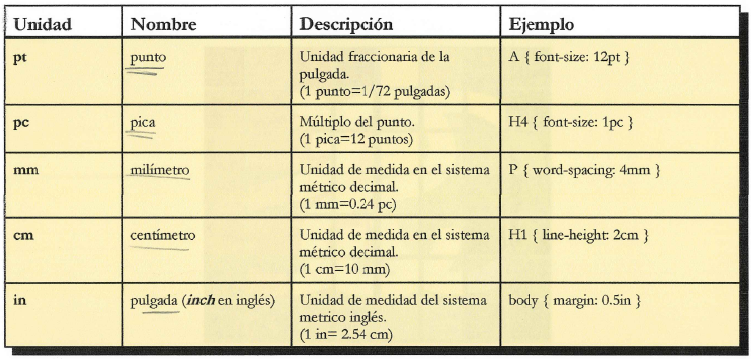 Unidad Nombre Descripción Ejemplo
pt punto Unidad fraccionaria de la A { font-size: 12pt }
pulgada.
(1 punto=1/72 pulgadas)
pc pica Múltiplo del punto. H4 { font-size: 1pc }
(1 pica=12 puntos)
mm milímetro Unidad de medida en el sistema P { word-spacing: 4mm }
métrico decimal.
(1 mm=0.24 pc)
cm centímetro Unidad de medida en el sistema H1 { line-height: 2cm }
métrico decimal.
(1 cm=10 mm)
in pulgada (inch en inglés) Unidad de medidad del sistema body { margin: 0.5in }
metrico inglés.
(1 in= 2.54 cm)